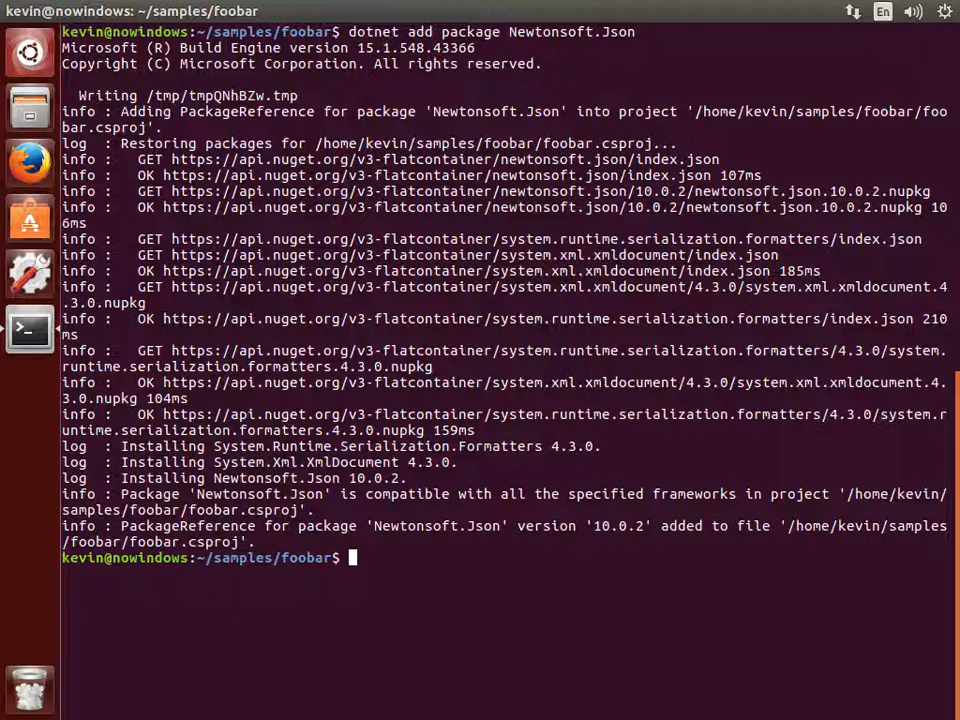 kevin@nowindows: ~/samples/foobar
En
kevin@nowindows:~/samples/foobar$ dotnet add package Newtonsoft.Json
Microsoft (R) Build Engine version 15.1.548.43366
Copyright (C) Microsoft Corporation. All rights reserved.
  Writing /tmp/tmpQNhBZw.tmp
info : Adding PackageReference for package 'Newtonsoft.Json' into project '/home/kevin/samples/foobar/foo
bar.csproj'.
log  : Restoring packages for /home/kevin/samples/foobar/foobar.csproj...
info :   GET https://api.nuget.org/v3-flatcontainer/newtonsoft.json/index.json
info :   OK https://api.nuget.org/v3-flatcontainer/newtonsoft.json/index.json 107ms
info :   GET https://api.nuget.org/v3-flatcontainer/newtonsoft.json/10.0.2/newtonsoft.json.10.0.2.nupkg
info :   OK https://api.nuget.org/v3-flatcontainer/newtonsoft.json/10.0.2/newtonsoft.json.10.0.2.nupkg 10
6ms
info :   GET https://api.nuget.org/v3-flatcontainer/system.runtime.serialization.formatters/index.json
info :   GET https://api.nuget.org/v3-flatcontainer/system.xml.xmldocument/index.json
info :   OK https://api.nuget.org/v3-flatcontainer/system.xml.xmldocument/index.json 185ms
info :   GET https://api.nuget.org/v3-flatcontainer/system.xml.xmldocument/4.3.0/system.xml.xmldocument.4
.3.0.nupkg
info :   OK https://api.nuget.org/v3-flatcontainer/system.runtime.serialization.formatters/index.json 210
ms
info :   GET https://api.nuget.org/v3-flatcontainer/system.runtime.serialization.formatters/4.3.0/system.
runtime.serialization.formatters.4.3.0.nupkg
info :   OK https://api.nuget.org/v3-flatcontainer/system.xml.xmldocument/4.3.0/system.xml.xmldocument.4.
3.0.nupkg 104ms
info :   OK https://api.nuget.org/v3-flatcontainer/system.runtime.serialization.formatters/4.3.0/system.r
untime.serialization.formatters.4.3.0.nupkg 159ms
log  : Installing System.Runtime.Serialization.Formatters 4.3.0.
log  : Installing System.Xml.XmlDocument 4.3.0.
log  : Installing Newtonsoft.Json 10.0.2.
info : Package 'Newtonsoft.Json' is compatible with all the specified frameworks in project '/home/kevin/
samples/foobar/foobar.csproj'.
info : PackageReference for package 'Newtonsoft.Json' version '10.0.2' added to file '/home/kevin/samples
/foobar/foobar.csproj'.
kevin@nowindows:~/samples/foobar$